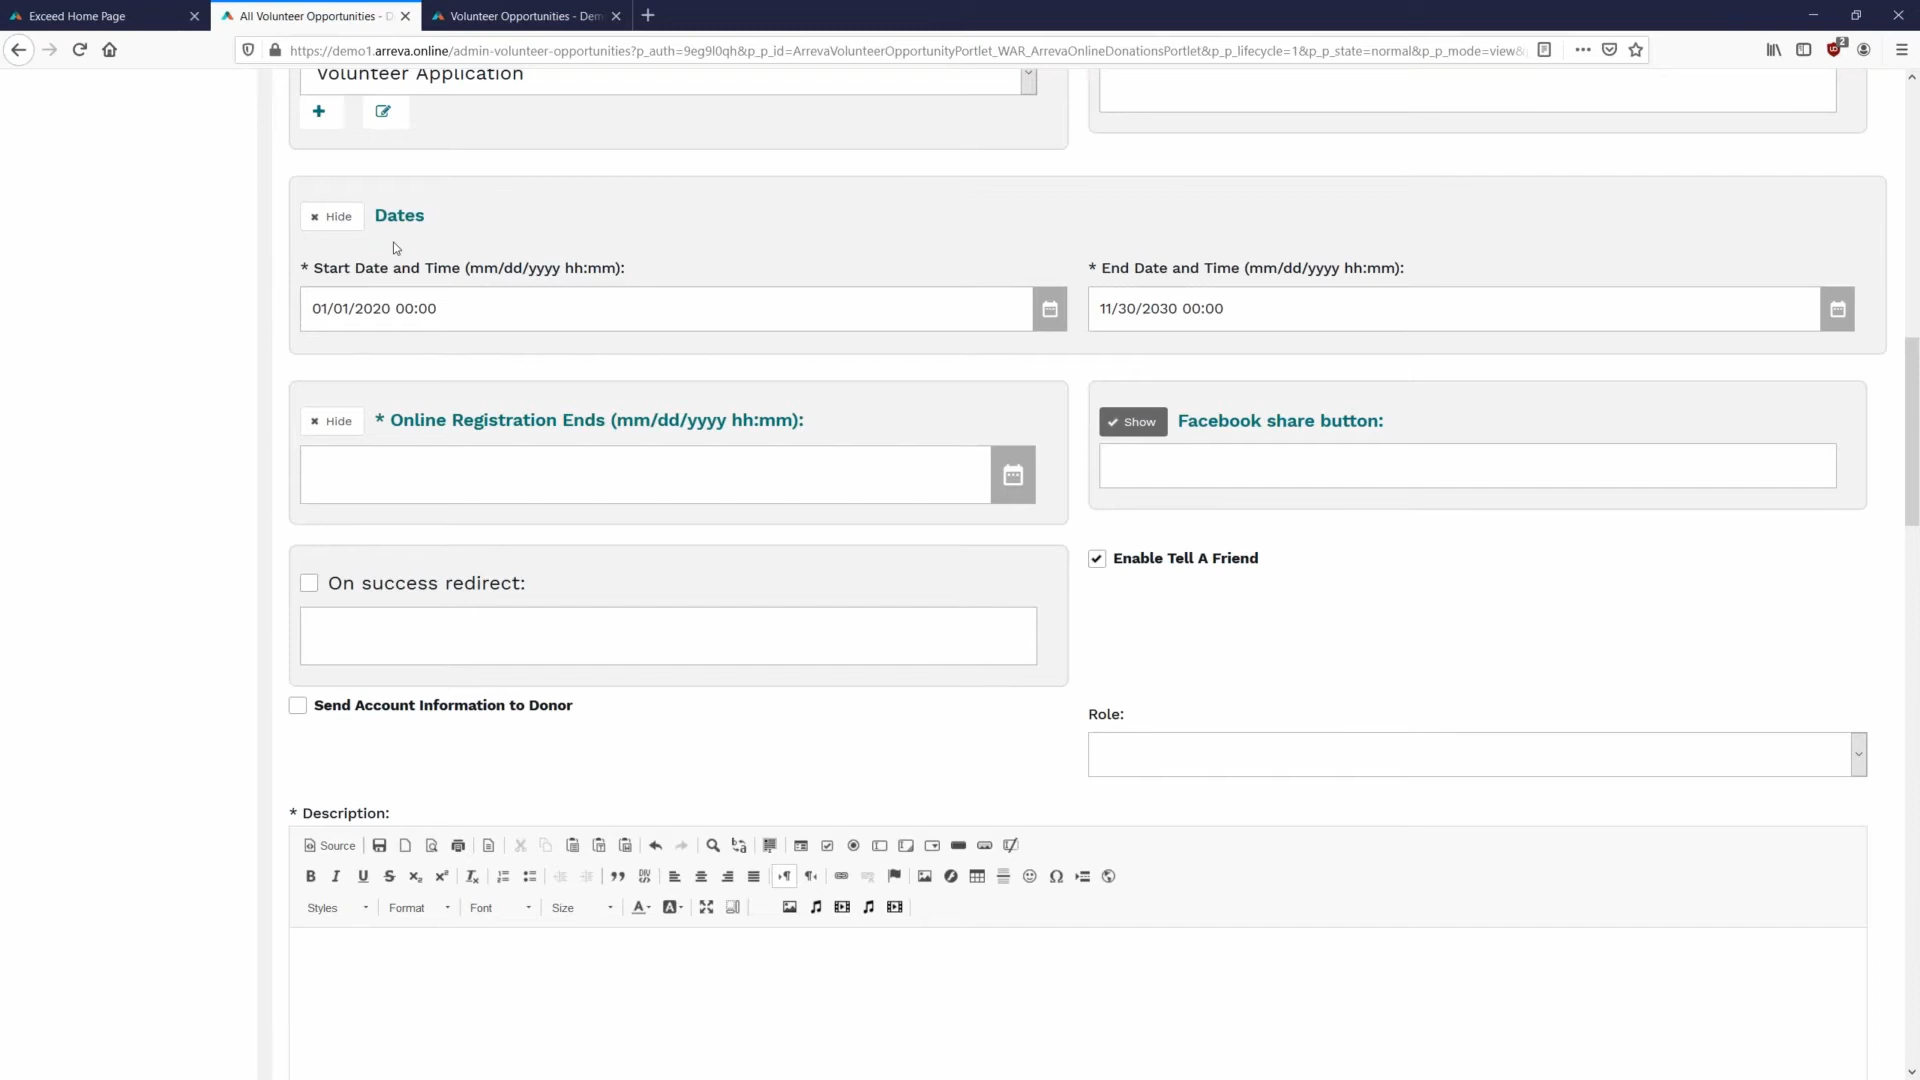 Exceed Home Page
All Volunteer Opportunities - D
Volunteer Opportunities - Dem
https://demo1.arreva.online/admin-volunteer-opportunities?p_auth=9eg9l0qh&p_p_id=ArrevaVolunteerOpportunityPortlet_WAR_ArrevaOnlineDonationsPortlet&p_p_lifecycle=1&p_p_state=normal&p_p_mode=view&
2
Volunteer Application
Hide Dates
* Start Date and Time (mm/dd/yyyy hh:mm):
* End Date and Time (mm/dd/yyyy hh:mm):
01/01/2020 00:00
11/30/2030 00:00
Hide * Online Registration Ends (mm/dd/yyyy hh:mm):
Show Facebook share button:
On success redirect:
Enable Tell A Friend
Send Account Information to Donor
Role:
* Description:
Source
Styles Format Font Size